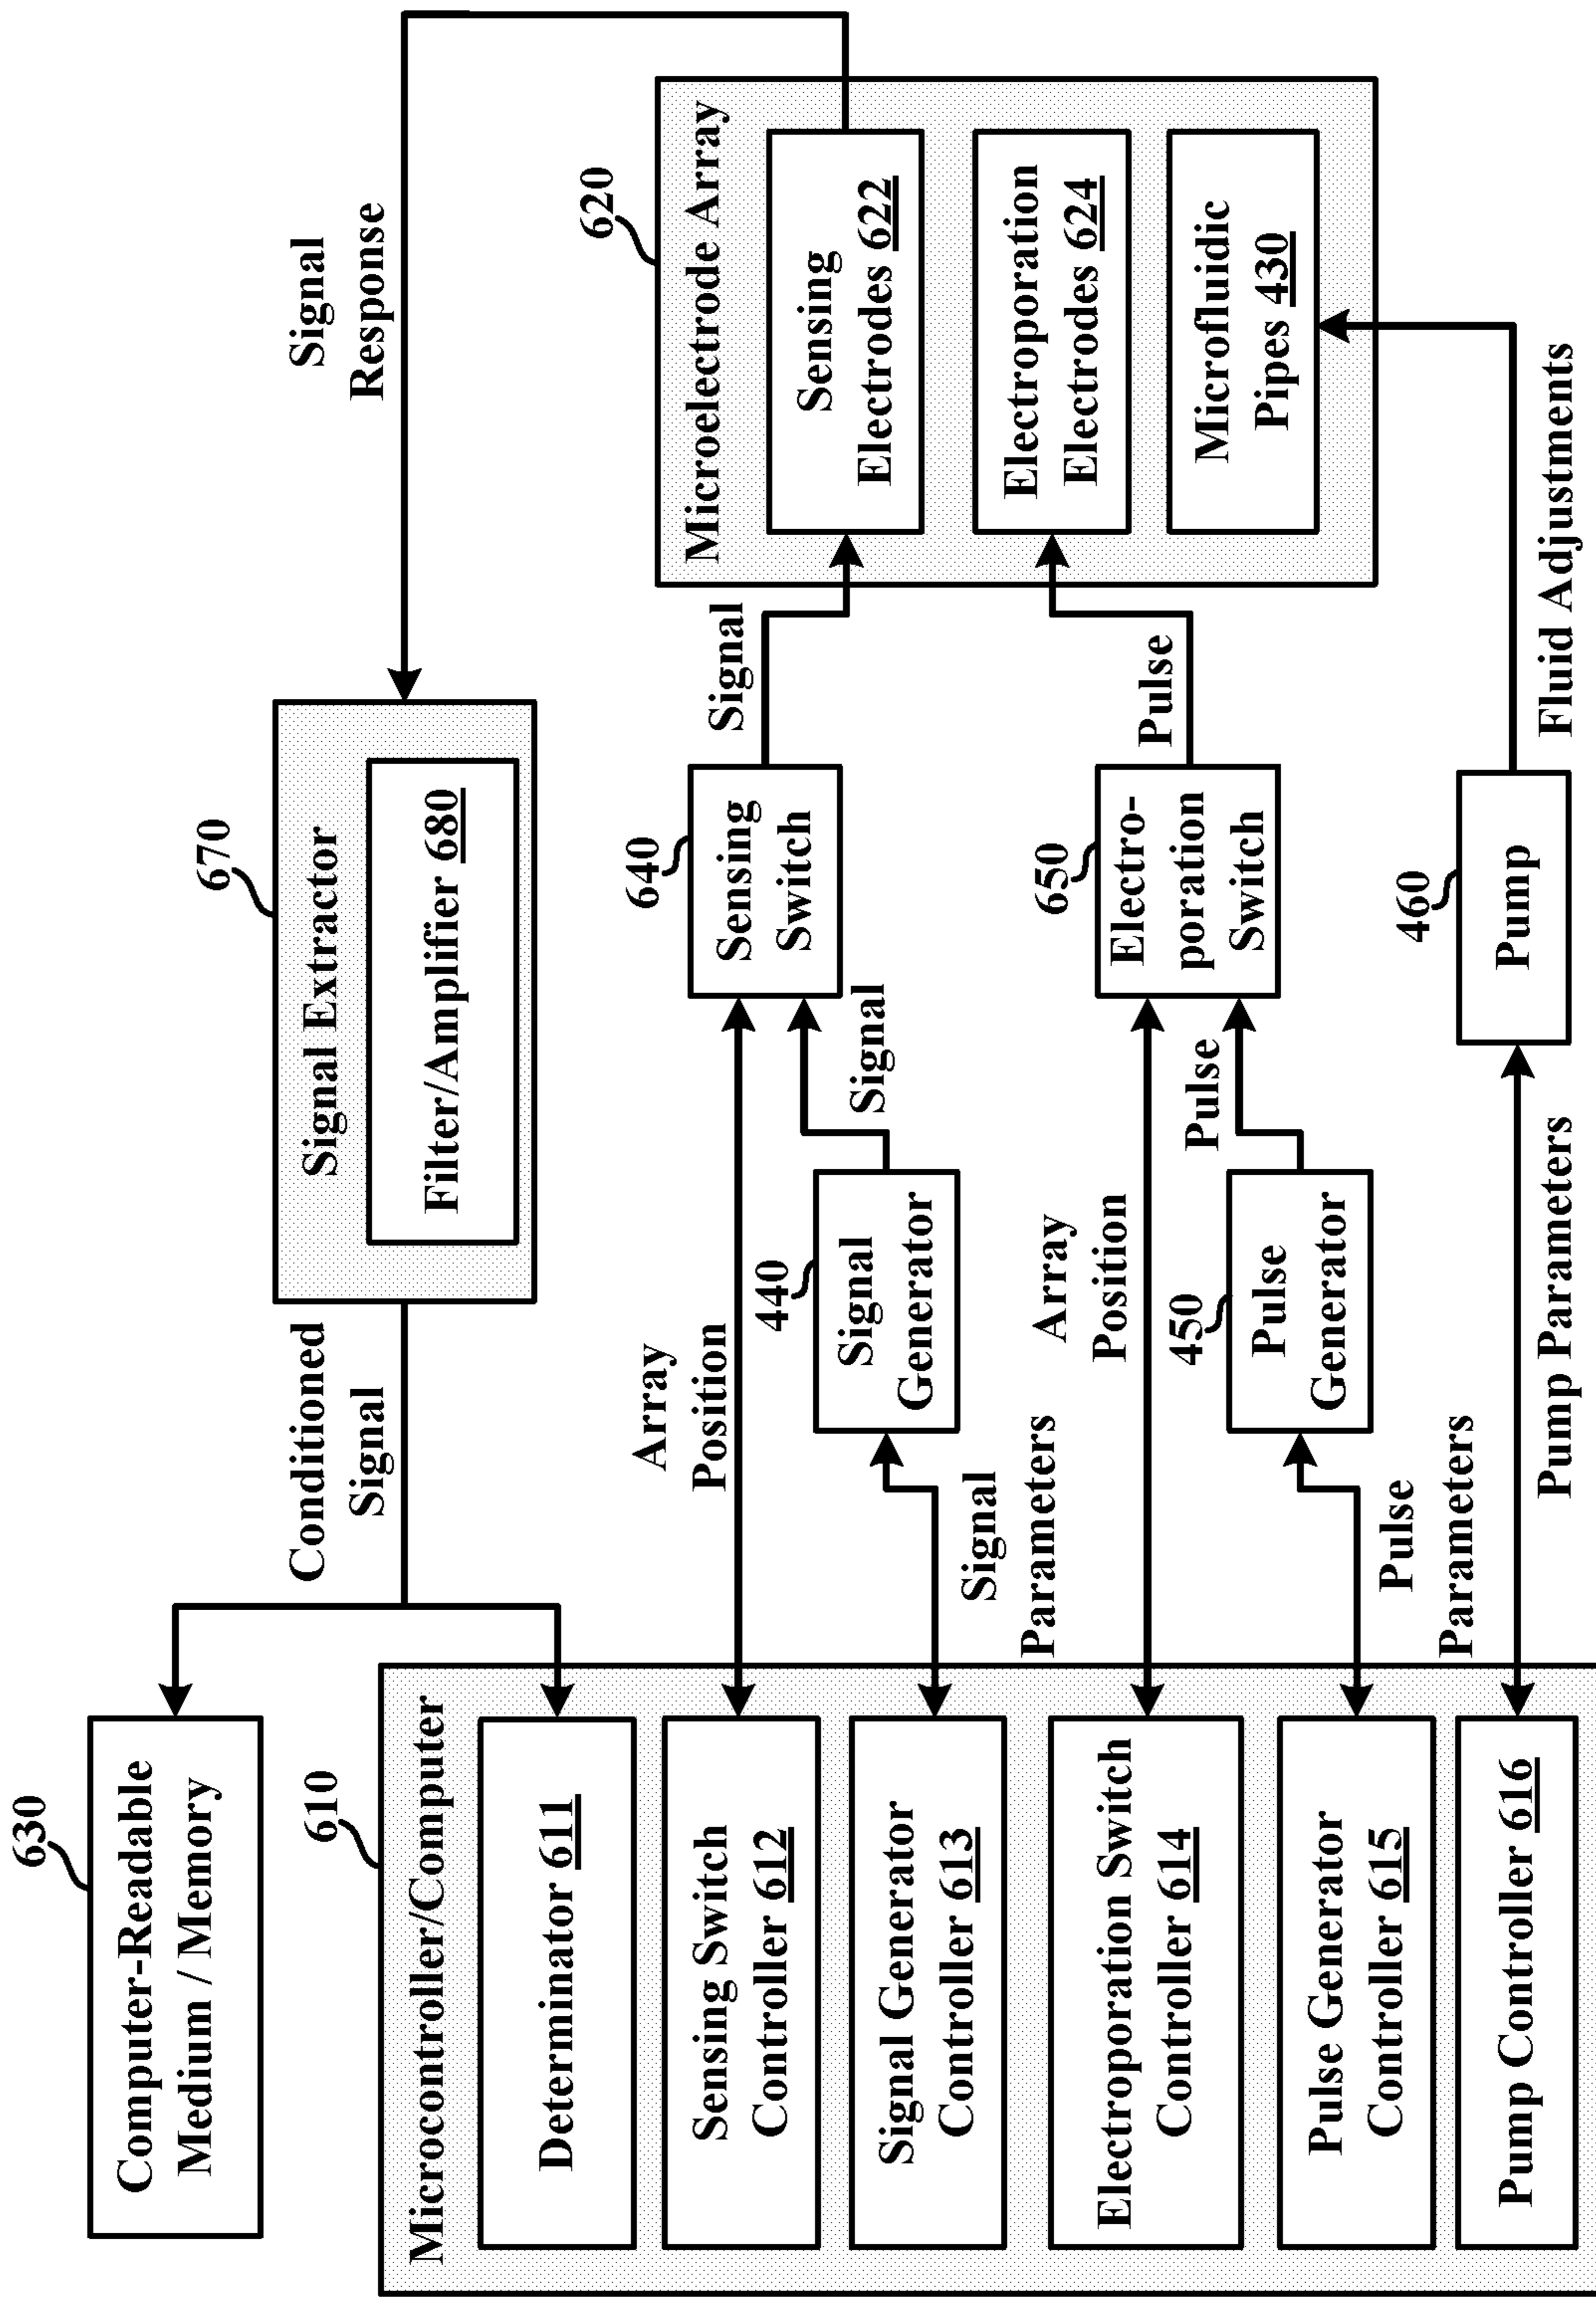 630
Computer-Readable
Medium / Memory
Conditioned
Signal
670
Signal Extractor
Filter/Amplifier 680
Signal
Response
610
Microcontroller/Computer
Determinator 611
Sensing Switch
Controller 612
Signal Generator
Controller 613
Electroporation Switch
Controller 614
Pulse Generator
Controller 615
Pump Controller 616
Array
Position
Signal
Parameters
440
Signal
Generator
Signal
640
Sensing
Switch
Signal
Array
Position
Pulse
Parameters
450
Pulse
Generator
Pulse
650
Electro-
poration
Switch
Pulse
Pump Parameters
460
Pump
Fluid Adjustments
620
Microelectrode Array
Sensing
Electrodes 622
Electroporation
Electrodes 624
Microfluidic
Pipes 430